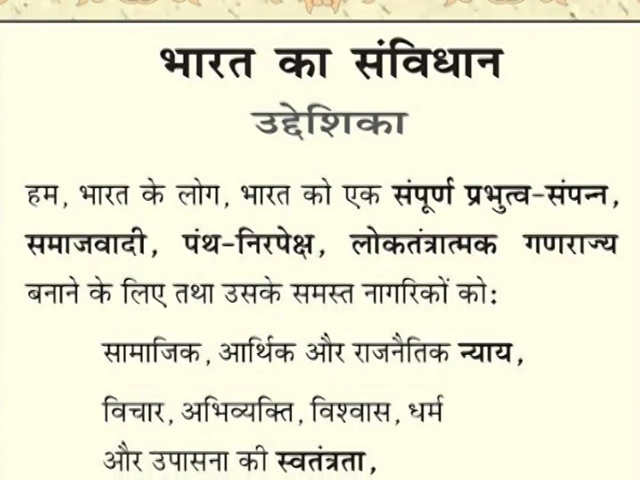 भारत का संविधान
उद्देशिका
हम, भारत के लोग, भारत को एक संपूर्ण प्रभुत्व-संपन्न,
समाजवादी, पंथ-निरपेक्ष, लोकतंत्रात्मक गणराज्य
बनाने के लिए तथा उसके समस्त नागरिकों को:
सामाजिक, आर्थिक और राजनैतिक न्याय,
विचार, अभिव्यक्ति, विश्वास, धर्म
और उपासना की स्वतंत्रता,